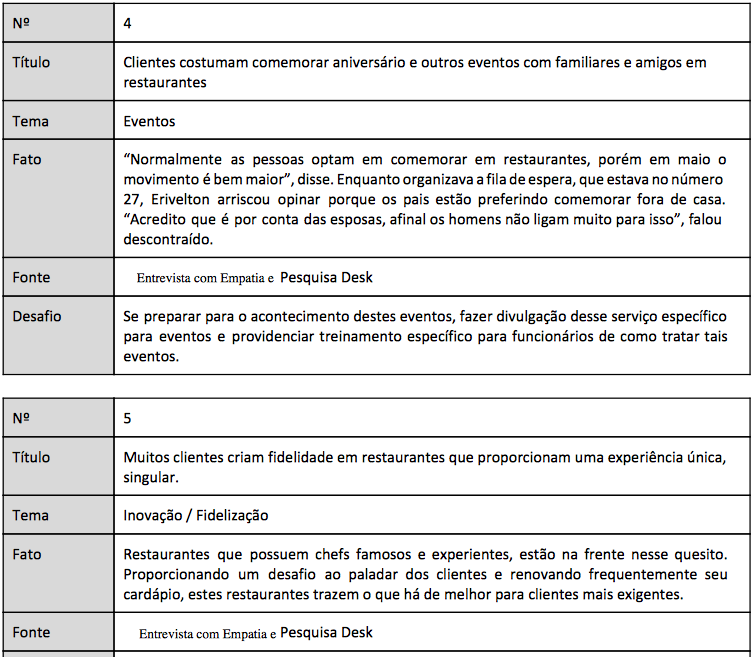 Nº 4
Título Clientes costumam comemorar aniversário e outros eventos com familiares e amigos em
restaurantes
Tema Eventos
Fato “Normalmente as pessoas optam em comemorar em restaurantes, porém em maio o
movimento é bem maior”, disse. Enquanto organizava a fila de espera, que estava no número
27, Erivelton arriscou opinar porque os pais estão preferindo comemorar fora de casa.
“Acredito que é por conta das esposas, afinal os homens não ligam muito para isso”, falou
descontraído.
Fonte Entrevista com Empatia e Pesquisa Desk
Desafio Se preparar para o acontecimento destes eventos, fazer divulgação desse serviço específico
para eventos e providenciar treinamento específico para funcionários de como tratar tais
eventos.
Nº 5
Título Muitos clientes criam fidelidade em restaurantes que proporcionam uma experiência única,
singular.
Tema Inovação / Fidelização
Fato Restaurantes que possuem chefs famosos e experientes, estão na frente nesse quesito.
Proporcionando um desafio ao paladar dos clientes e renovando frequentemente seu
cardápio, estes restaurantes trazem o que há de melhor para clientes mais exigentes.
Fonte Entrevista com Empatia e Pesquisa Desk